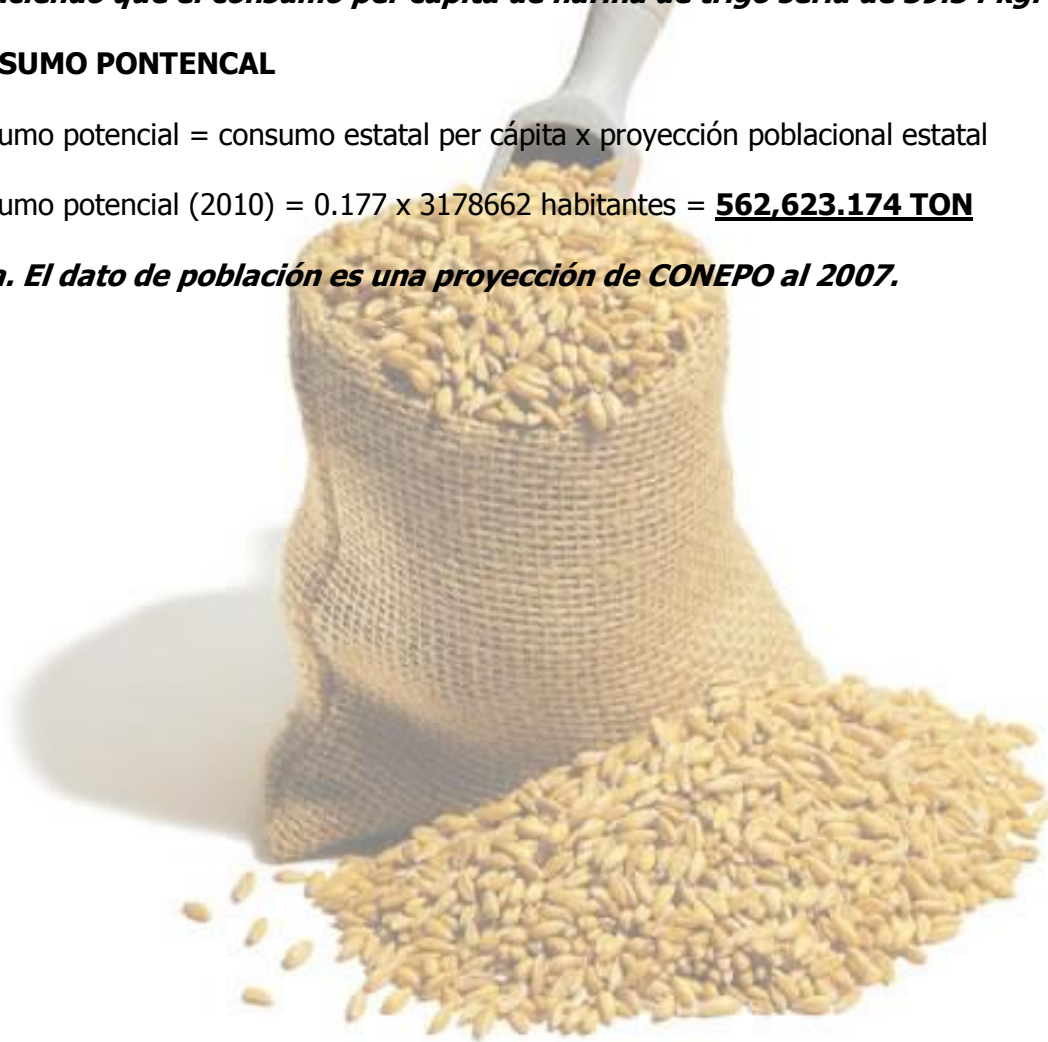 SUMO PONTENCAL
umo potencial = consumo estatal per cápita x proyección poblacional estatal
umo potencial (2010) = 0.177 x 3178662 habitantes = 562,623.174 TON
a. El dato de población es una proyección de CONEPO al 2007.